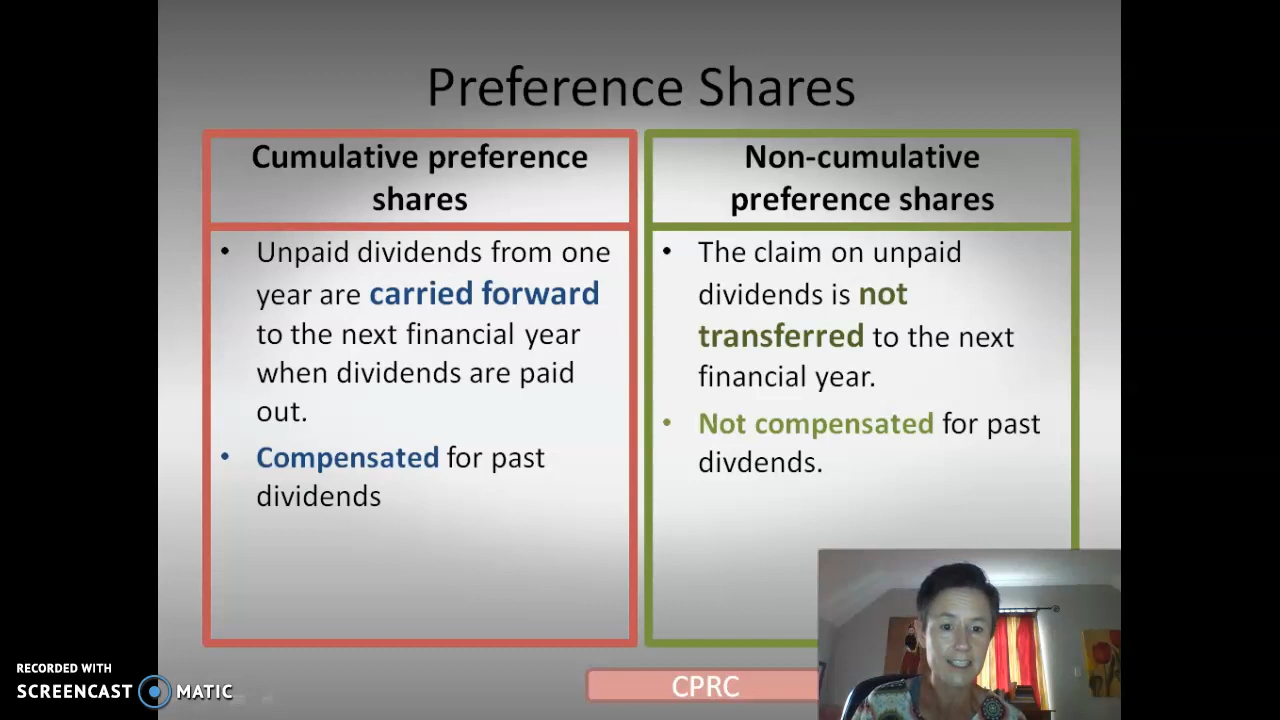 Preference Shares
Cumulative preference
shares
• Unpaid dividends from one
year are carried forward
to the next financial year
when dividends are paid
out.
• Compensated for past
dividends
Non-cumulative
preference shares
• The claim on unpaid
dividends is not
transferred to the next
financial year.
• Not compensated for past
divdends.
CPRC
RECORDED WITH
SCREENCAST MATIC